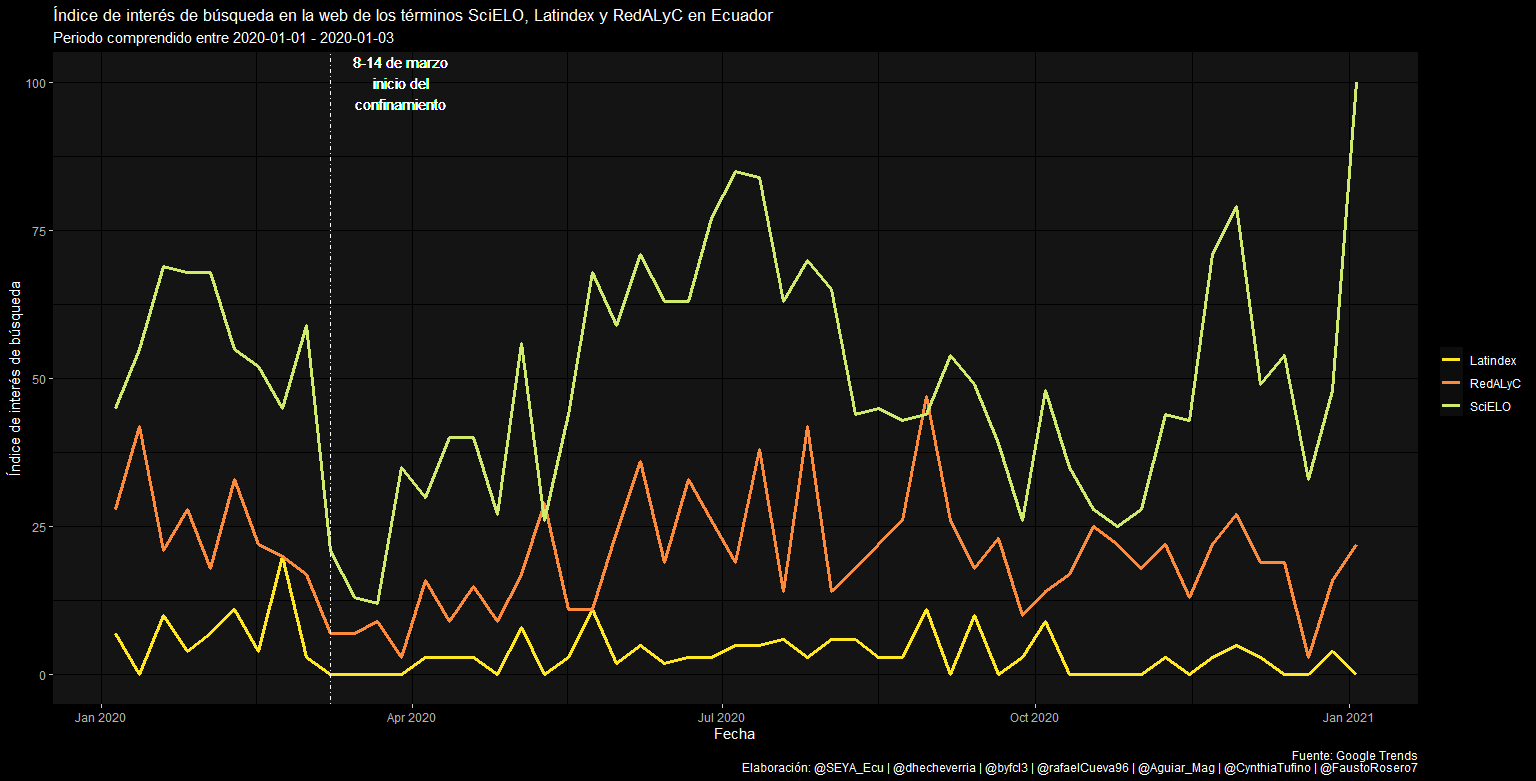 Índice de interés de búsqueda en la web de los términos SciELO, Latindex y RedALyC en Ecuador
Periodo comprendido entre 2020-01-01 - 2020-01-03
8-14 de marzo
inicio del
confinamiento
Índice de interés de búsqueda
100
75
50
25
0
Jan 2020
Apr 2020
Jul 2020
Oct 2020
Jan 2021
Fecha
Latindex
RedALyC
SciELO
Fuente: Google Trends
Elaboración: @SEYA_Ecu | @dhecheverria | @byfcl3 | @rafaelCueva96 | @Aguiar_Mag | @CynthiaTufino | @FaustoRosero7